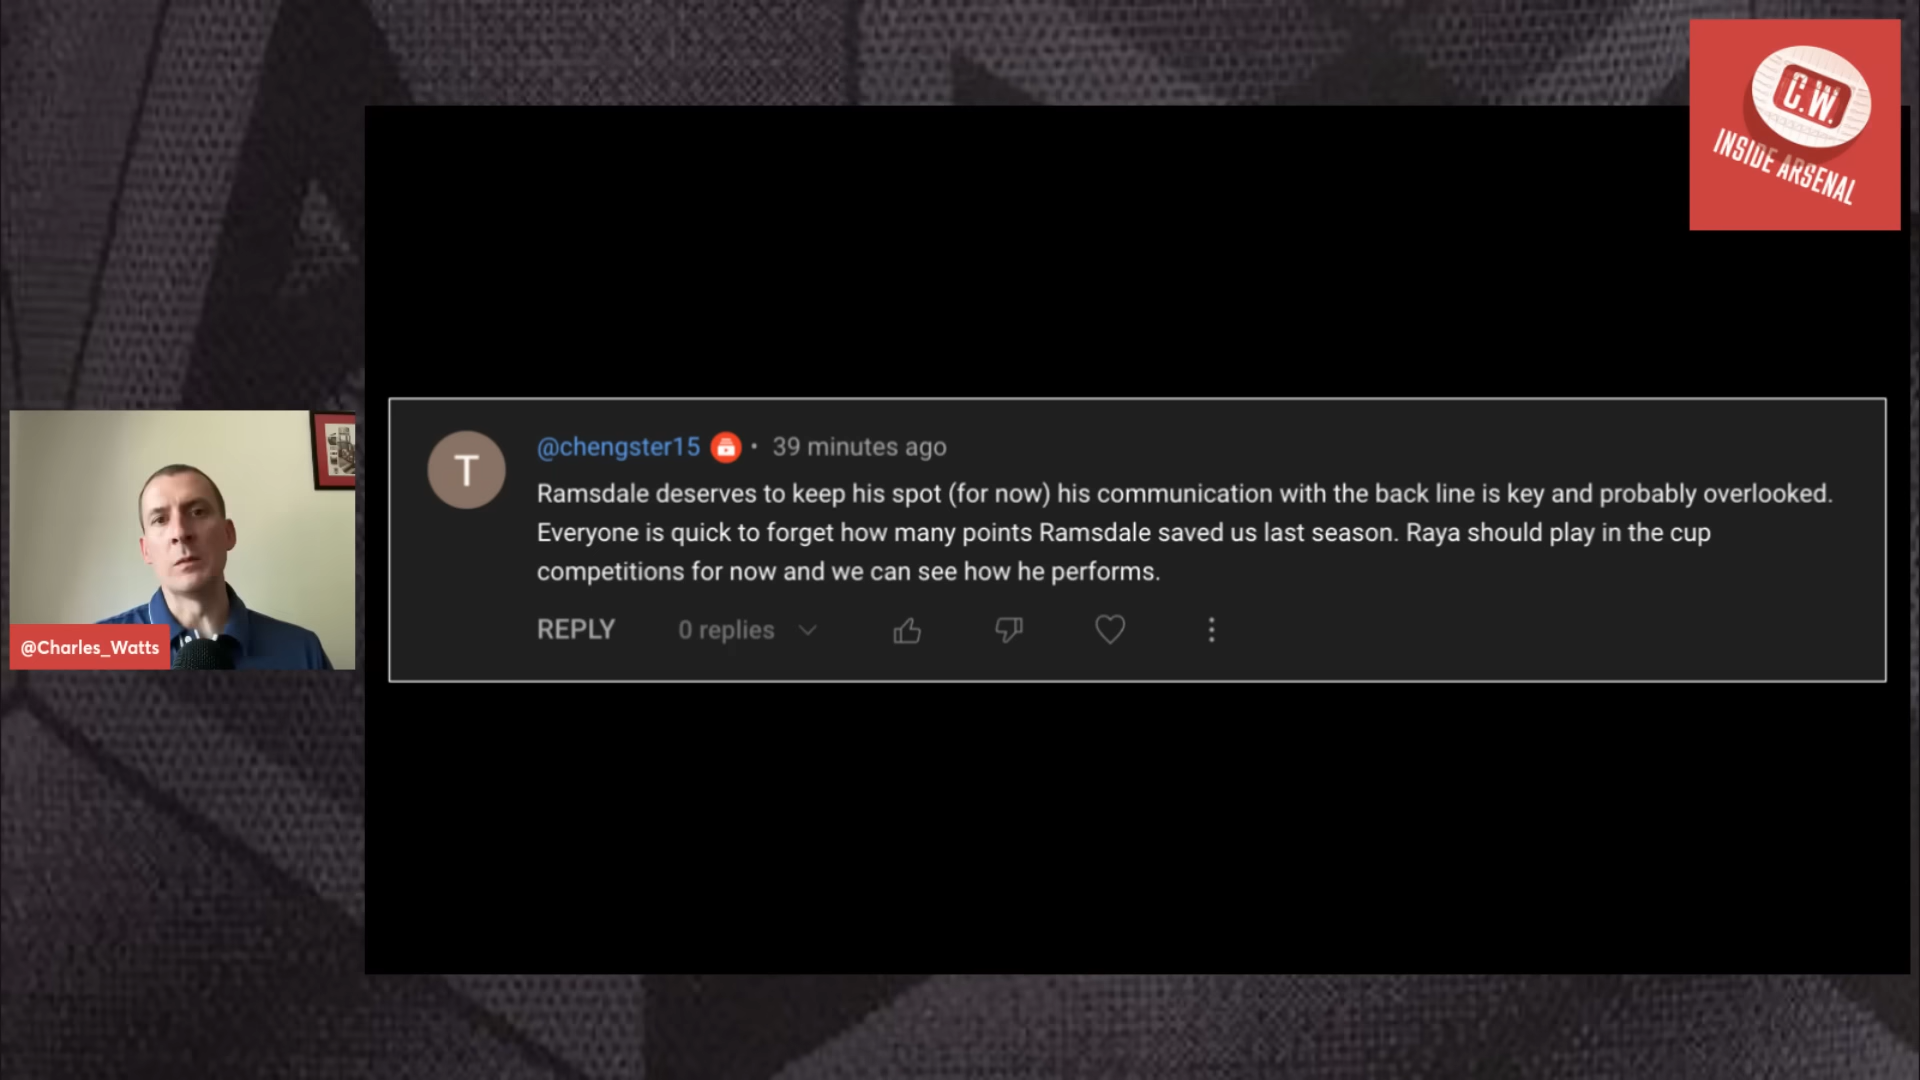 C.W.
INSIDE ARSENAL
T
@chengster15 • 39 minutes ago
Ramsdale deserves to keep his spot (for now) his communication with the back line is key and probably overlooked.
Everyone is quick to forget how many points Ramsdale saved us last season. Raya should play in the cup
competitions for now and we can see how he performs.
REPLY 0 replies
@Charles_Watts